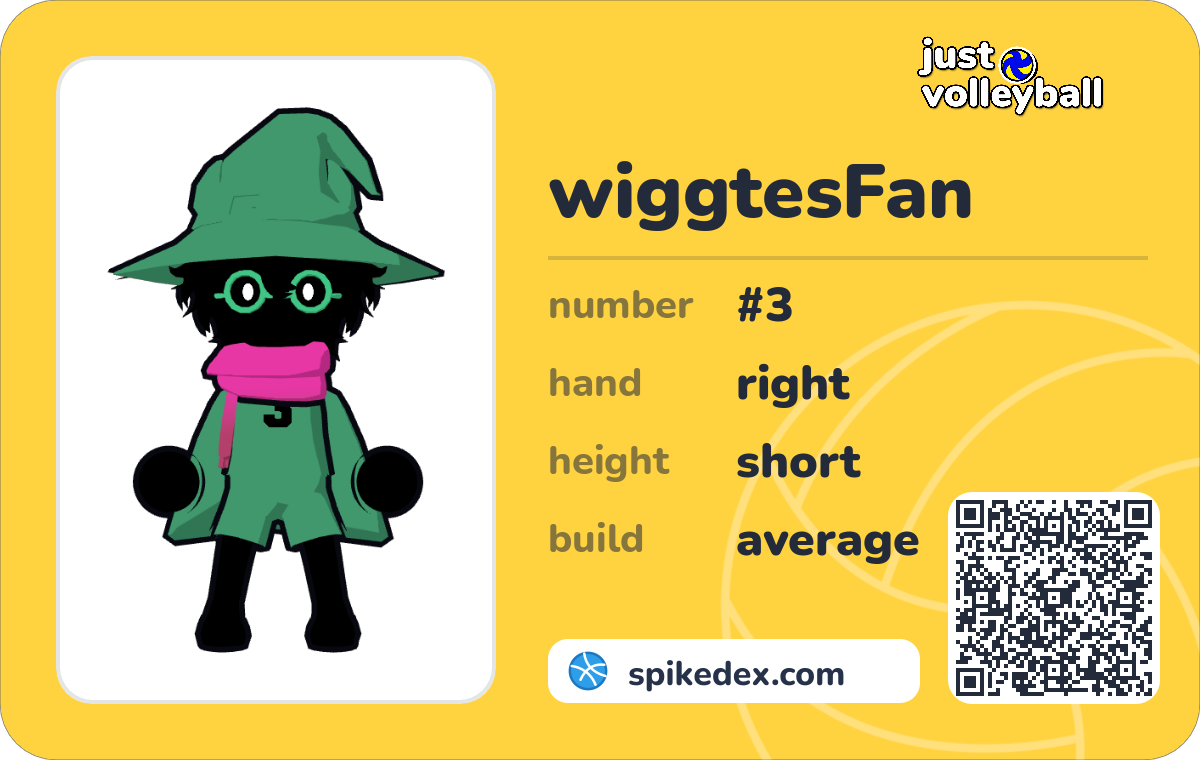 just
volleyball
wiggtesFan
number #3
hand right
height short
build average
3
spikedex.com